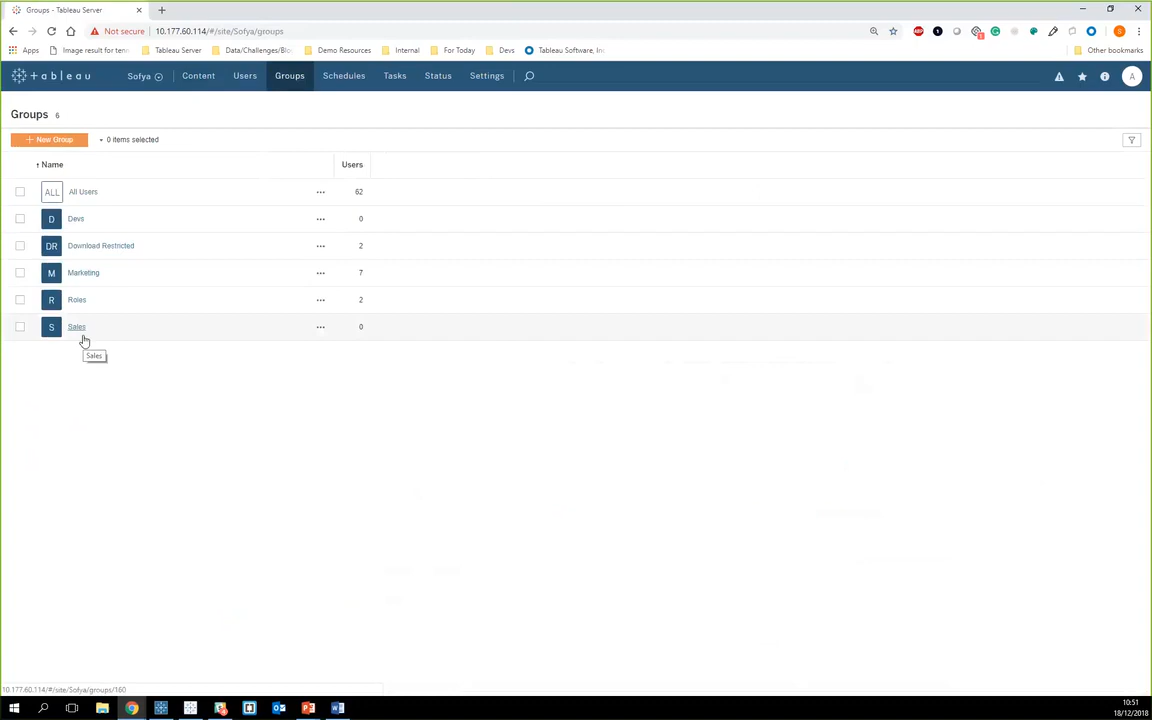 Groups - Tableau Server
Not secure | 10.177.60.114/#/site/Sofya/groups
Apps Image result for tenn Tableau Server Data/Challenges/Blo Demo Resources Internal For Today Devs Tableau Software, Inc Other bookmarks
+ableau Sofya Content Users Groups Schedules Tasks Status Settings A
Groups 6
+ New Group 0 items selected
↑ Name Users
ALL All Users ••• 62
D Devs ••• 0
DR Download Restricted ••• 2
M Marketing ••• 7
R Roles ••• 2
S Sales ••• 0
Sales
10.177.60.114/#/site/Sofya/groups/160
10:51
18/12/2018